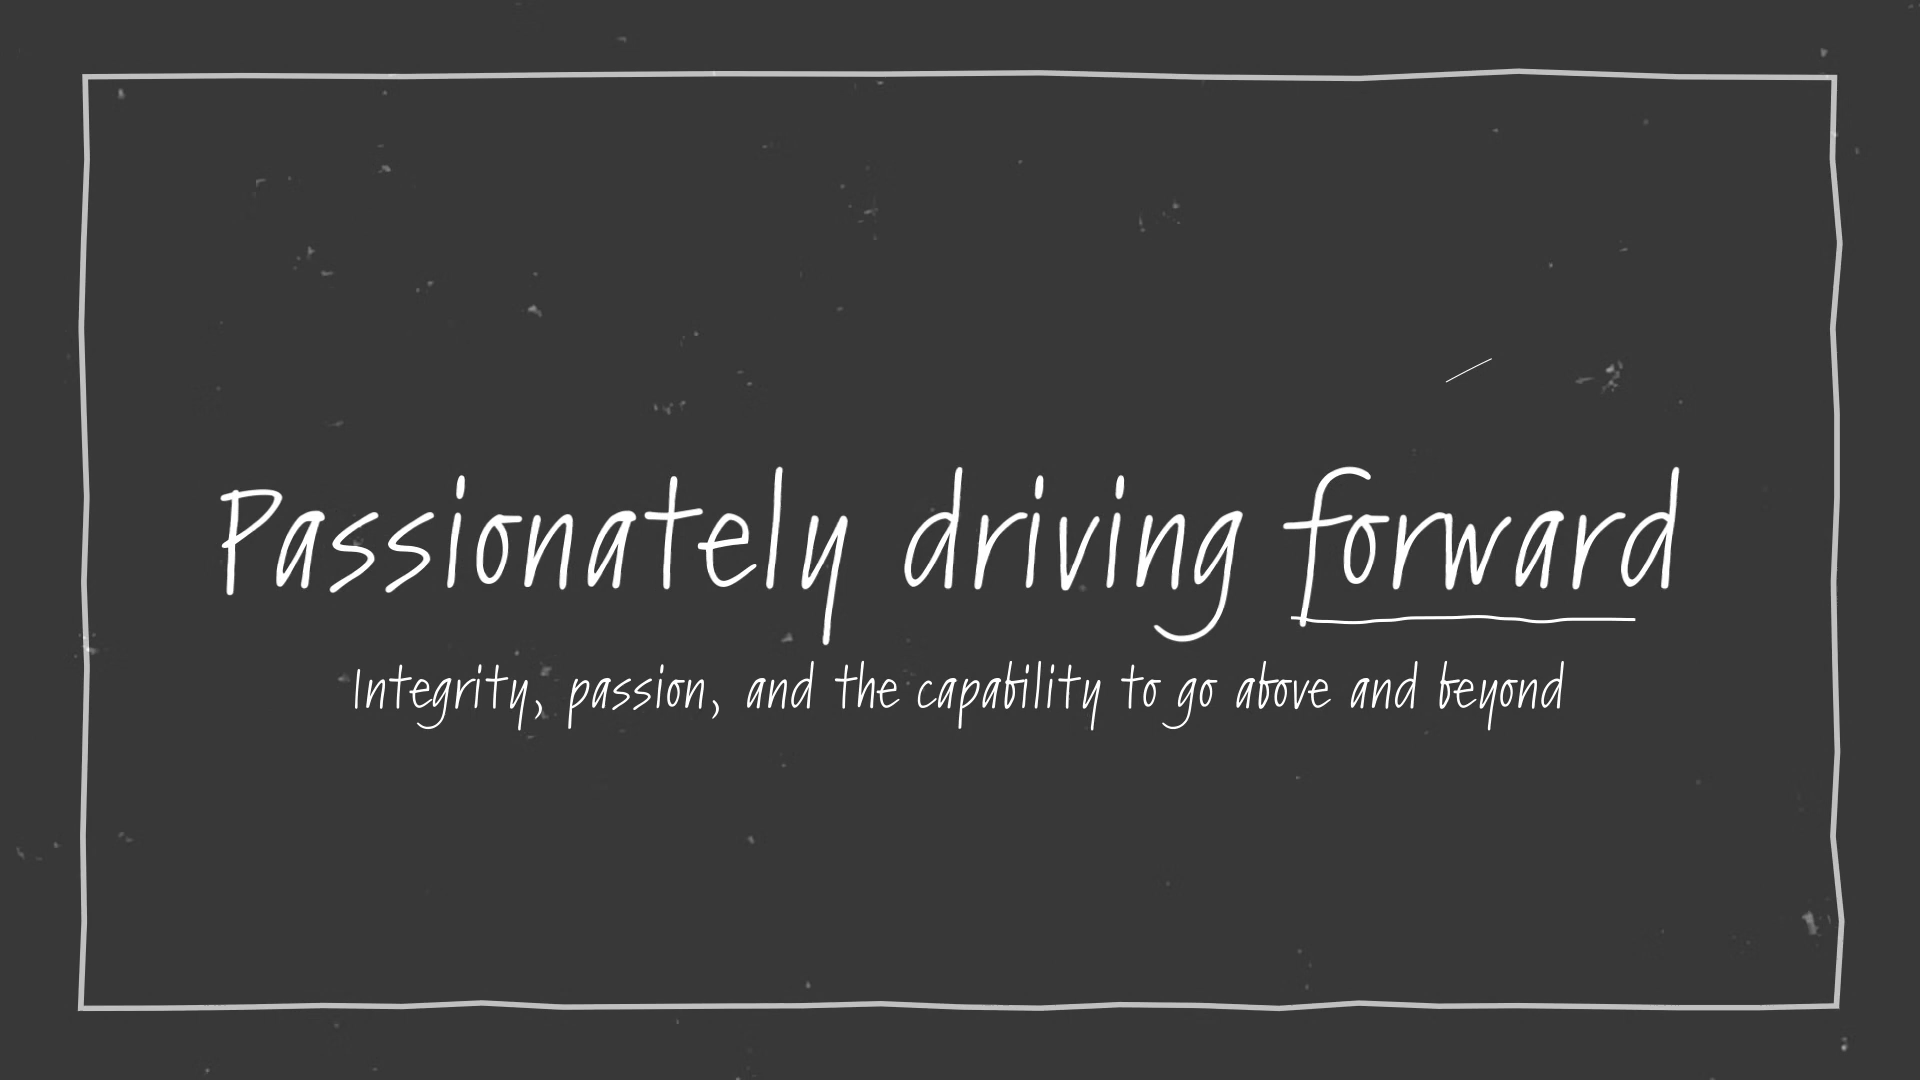 Passionately driving forward
Integrity, passion, and the capability to go above and beyond